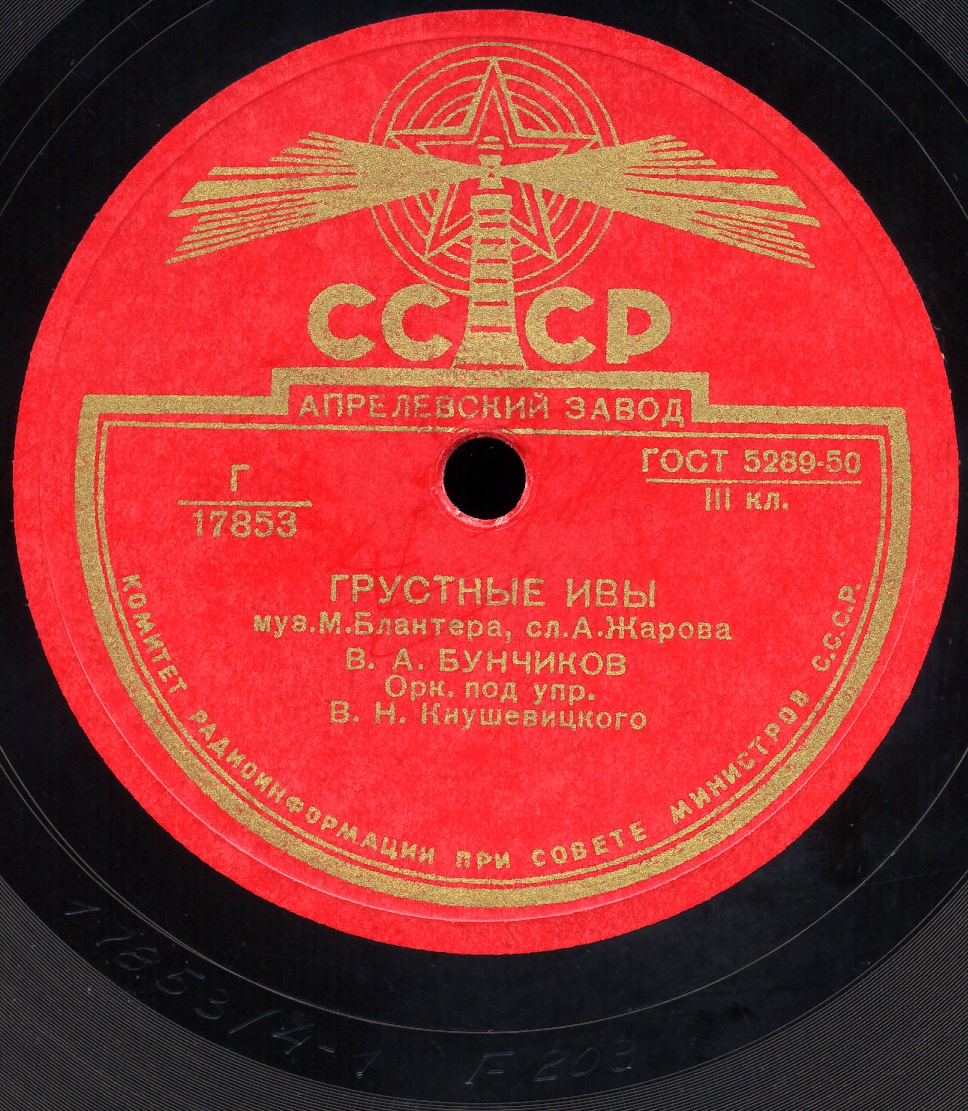 СССР
АПРЕЛЕВСКИЙ ЗАВОД
Г
17853
ГОСТ 5289-50
III кл.
ГРУСТНЫЕ ИВЫ
муз.М.Блантера, сл.А.Жарова
В. А. БУНЧИКОВ
Орк. под упр.
В. Н. Кнушевицкого
КОМИТЕТ РАДИОИНФОРМАЦИИ ПРИ СОВЕТЕ МИНИСТРОВ С.С.С.Р.
17853/4-1 F 203